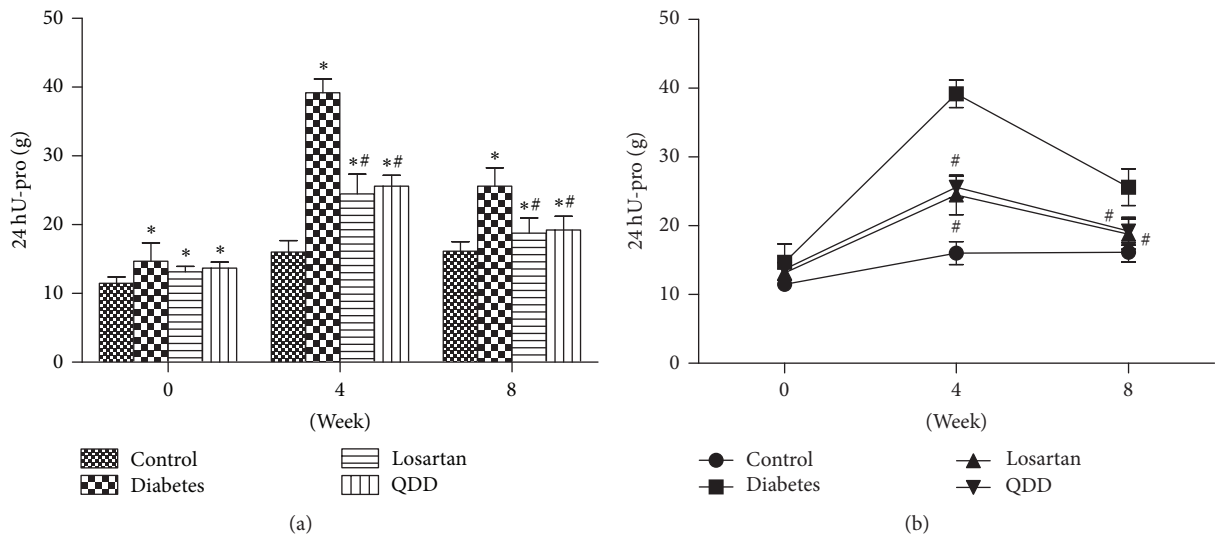 50
40
30
20
10
0
24 hU-pro (g)
* * * *
* *# *#
* *# *#
0 4 8
(Week)
Control
Diabetes
Losartan
QDD
(a)
50
40
30
20
10
0
24 hU-pro (g)
#
#
#
#
0 4 8
(Week)
Control
Diabetes
Losartan
QDD
(b)